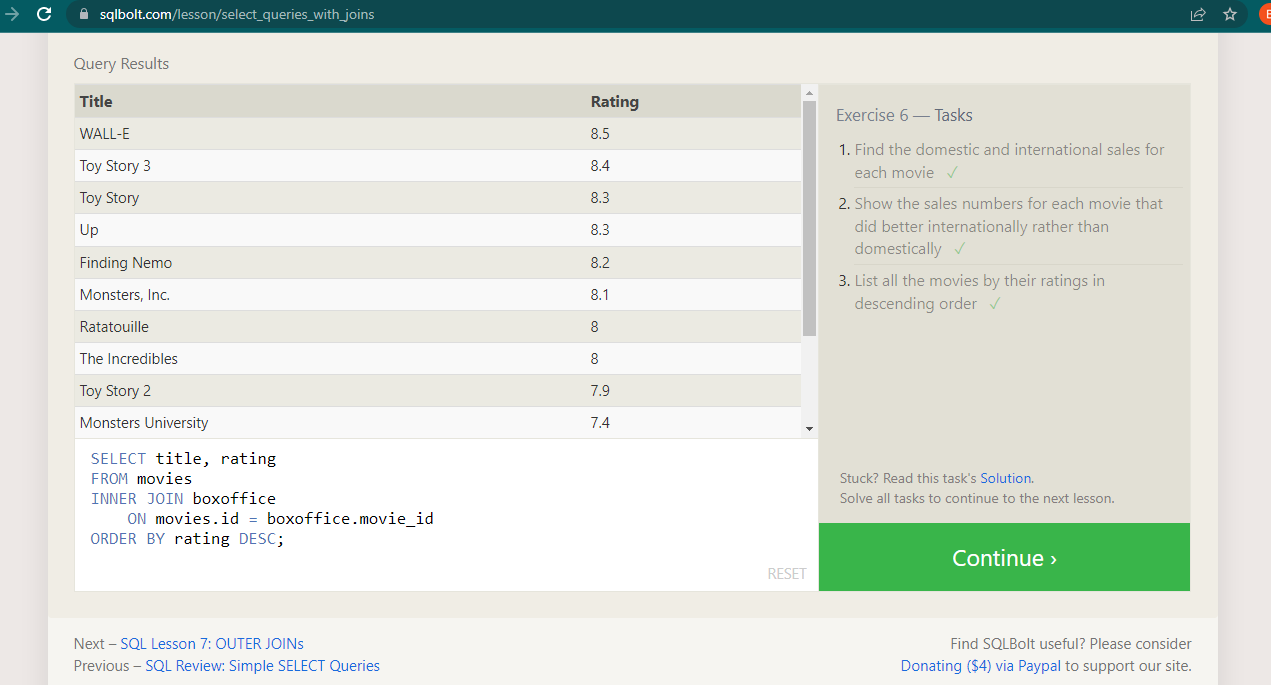 sqlbolt.com/lesson/select_queries_with_joins
Query Results
Title Rating
WALL-E 8.5
Toy Story 3 8.4
Toy Story 8.3
Up 8.3
Finding Nemo 8.2
Monsters, Inc. 8.1
Ratatouille 8
The Incredibles 8
Toy Story 2 7.9
Monsters University 7.4
SELECT title, rating
FROM movies
INNER JOIN boxoffice
    ON movies.id = boxoffice.movie_id
ORDER BY rating DESC;
RESET
Exercise 6 — Tasks
1. Find the domestic and international sales for
each movie ✓
2. Show the sales numbers for each movie that
did better internationally rather than
domestically ✓
3. List all the movies by their ratings in
descending order ✓
Stuck? Read this task's Solution.
Solve all tasks to continue to the next lesson.
Continue ›
Next – SQL Lesson 7: OUTER JOINs
Previous – SQL Review: Simple SELECT Queries
Find SQLBolt useful? Please consider
Donating ($4) via Paypal to support our site.